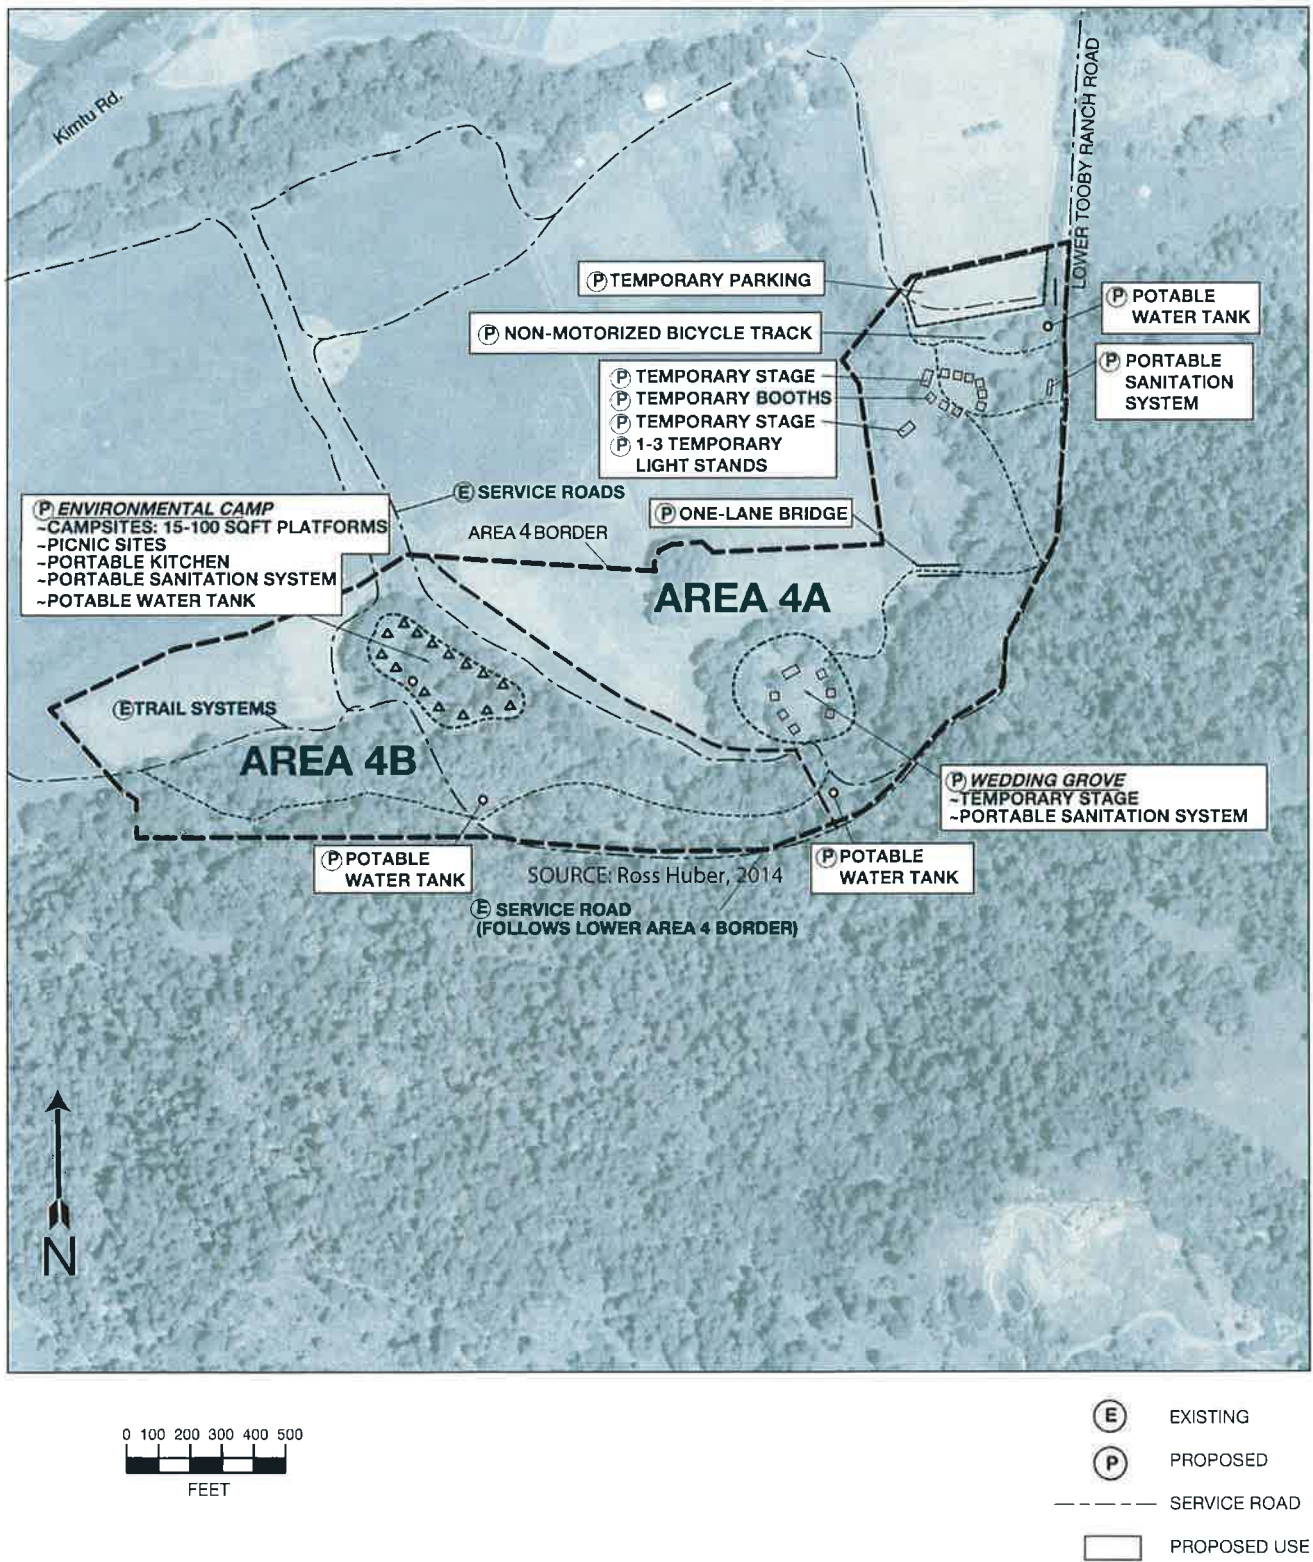 Kimtu Rd.
LOWER TOOBY RANCH ROAD
Ⓟ TEMPORARY PARKING
Ⓟ POTABLE
WATER TANK
Ⓟ NON-MOTORIZED BICYCLE TRACK
Ⓟ PORTABLE
SANITATION
SYSTEM
Ⓟ TEMPORARY STAGE
Ⓟ TEMPORARY BOOTHS
Ⓟ TEMPORARY STAGE
Ⓟ 1-3 TEMPORARY
LIGHT STANDS
Ⓔ SERVICE ROADS
Ⓟ ENVIRONMENTAL CAMP
~CAMPSITES: 15-100 SQFT PLATFORMS
~PICNIC SITES
~PORTABLE KITCHEN
~PORTABLE SANITATION SYSTEM
~POTABLE WATER TANK
Ⓟ ONE-LANE BRIDGE
AREA 4 BORDER
AREA 4A
Ⓔ TRAIL SYSTEMS
AREA 4B
Ⓟ WEDDING GROVE
~TEMPORARY STAGE
~PORTABLE SANITATION SYSTEM
Ⓟ POTABLE
WATER TANK
SOURCE: Ross Huber, 2014
Ⓟ POTABLE
WATER TANK
Ⓔ SERVICE ROAD
(FOLLOWS LOWER AREA 4 BORDER)
N
0 100 200 300 400 500
FEET
Ⓔ EXISTING
Ⓟ PROPOSED
SERVICE ROAD
PROPOSED USE